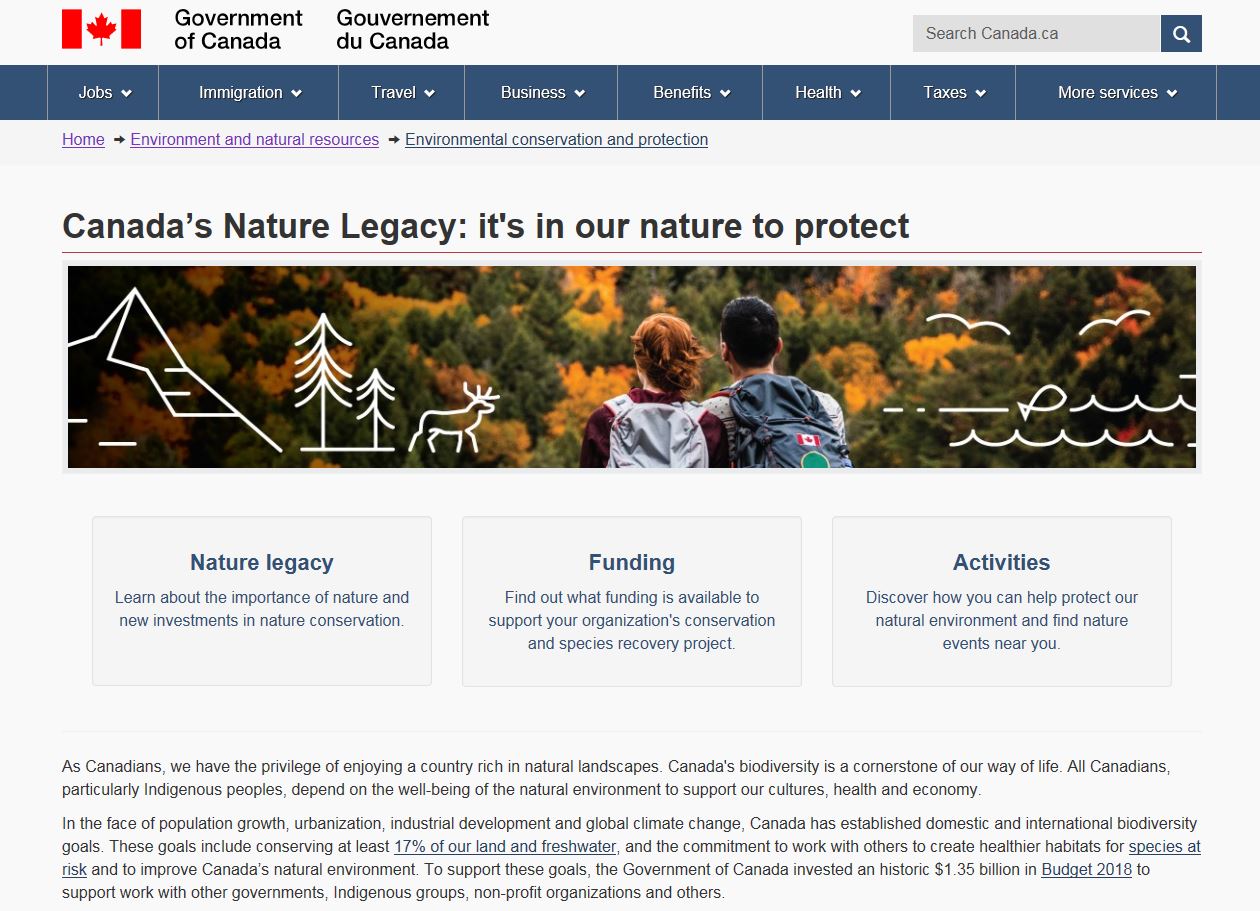 Government of Canada
Gouvernement du Canada
Search Canada.ca
Jobs Immigration Travel Business Benefits Health Taxes More services
Home Environment and natural resources Environmental conservation and protection
Canada’s Nature Legacy: it's in our nature to protect
Nature legacy
Learn about the importance of nature and
new investments in nature conservation.
Funding
Find out what funding is available to
support your organization's conservation
and species recovery project.
Activities
Discover how you can help protect our
natural environment and find nature
events near you.
As Canadians, we have the privilege of enjoying a country rich in natural landscapes. Canada's biodiversity is a cornerstone of our way of life. All Canadians,
particularly Indigenous peoples, depend on the well-being of the natural environment to support our cultures, health and economy.
In the face of population growth, urbanization, industrial development and global climate change, Canada has established domestic and international biodiversity
goals. These goals include conserving at least 17% of our land and freshwater, and the commitment to work with others to create healthier habitats for species at
risk and to improve Canada’s natural environment. To support these goals, the Government of Canada invested an historic $1.35 billion in Budget 2018 to
support work with other governments, Indigenous groups, non-profit organizations and others.